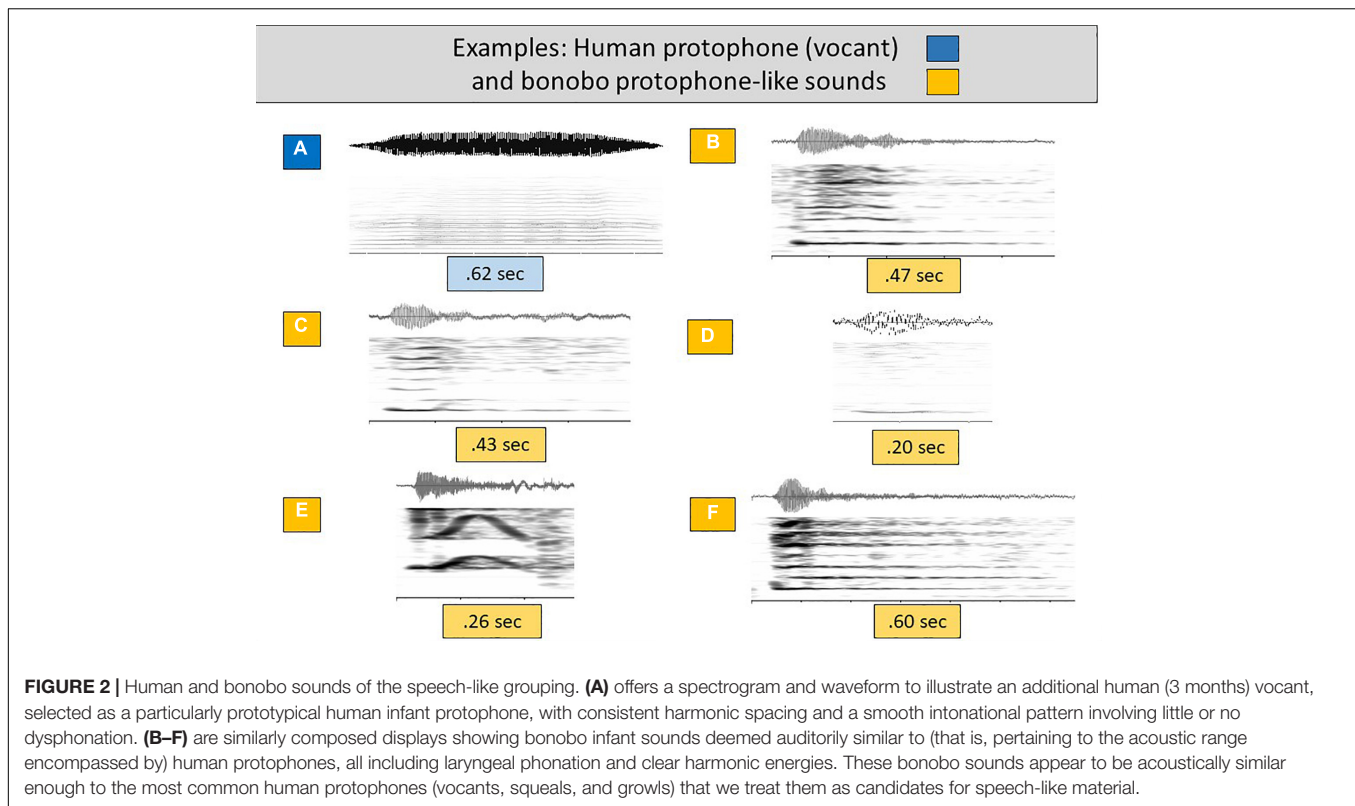 Examples: Human protophone (vocant)
and bonobo protophone-like sounds
A
B
.62 sec
.47 sec
C
D
.43 sec
.20 sec
E
F
.26 sec
.60 sec
FIGURE 2 | Human and bonobo sounds of the speech-like grouping. (A) offers a spectrogram and waveform to illustrate an additional human (3 months) vocant,
selected as a particularly prototypical human infant protophone, with consistent harmonic spacing and a smooth intonational pattern involving little or no
dysphonation. (B–F) are similarly composed displays showing bonobo infant sounds deemed auditorily similar to (that is, pertaining to the acoustic range
encompassed by) human protophones, all including laryngeal phonation and clear harmonic energies. These bonobo sounds appear to be acoustically similar
enough to the most common human protophones (vocants, squeals, and growls) that we treat them as candidates for speech-like material.